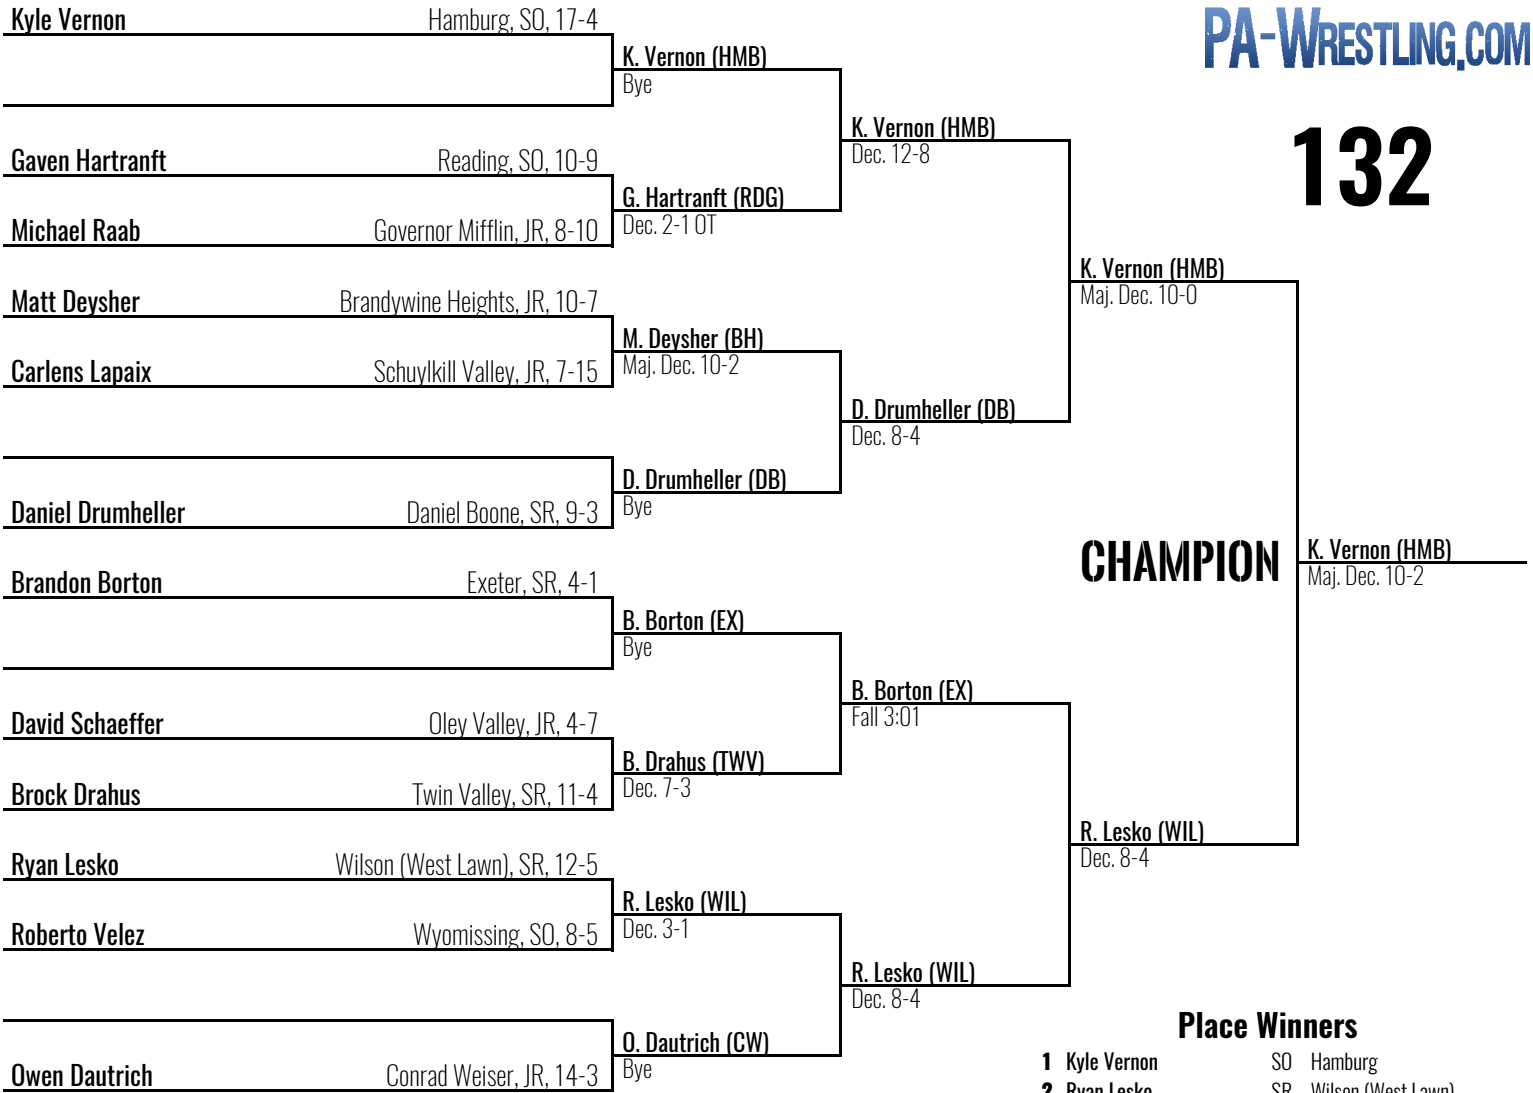 Kyle Vernon Hamburg, SO, 17-4
PA-WRESTLING.COM
K. Vernon (HMB)
Bye
K. Vernon (HMB)
Dec. 12-8
132
Gaven Hartranft Reading, SO, 10-9
G. Hartranft (RDG)
Dec. 2-1 OT
Michael Raab Governor Mifflin, JR, 8-10
K. Vernon (HMB)
Maj. Dec. 10-0
Matt Deysher Brandywine Heights, JR, 10-7
M. Deysher (BH)
Maj. Dec. 10-2
Carlens Lapaix Schuylkill Valley, JR, 7-15
D. Drumheller (DB)
Dec. 8-4
D. Drumheller (DB)
Bye
Daniel Drumheller Daniel Boone, SR, 9-3
CHAMPION
K. Vernon (HMB)
Maj. Dec. 10-2
Brandon Borton Exeter, SR, 4-1
B. Borton (EX)
Bye
B. Borton (EX)
Fall 3:01
David Schaeffer Oley Valley, JR, 4-7
B. Drahus (TWV)
Dec. 7-3
Brock Drahus Twin Valley, SR, 11-4
R. Lesko (WIL)
Dec. 8-4
Ryan Lesko Wilson (West Lawn), SR, 12-5
R. Lesko (WIL)
Dec. 3-1
Roberto Velez Wyomissing, SO, 8-5
R. Lesko (WIL)
Dec. 8-4
O. Dautrich (CW)
Bye
Owen Dautrich Conrad Weiser, JR, 14-3
Place Winners
1 Kyle Vernon SO Hamburg
2 Ryan Lesko SR Wilson (West Lawn)